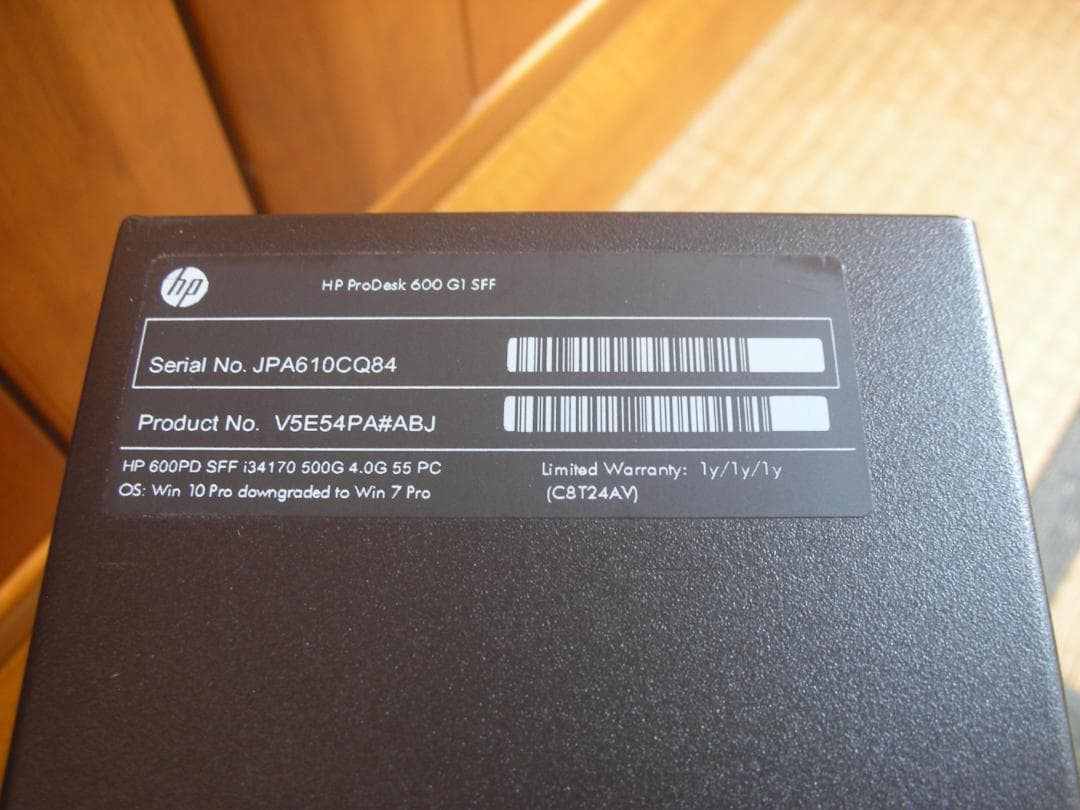 hp
HP ProDesk 600 G1 SFF
Serial No. JPA610CQ84
Product No. V5E54PA#ABJ
HP 600PD SFF i34170 500G 4.0G 55 PC
OS: Win 10 Pro downgraded to Win 7 Pro
Limited Warranty: 1y/1y/1y
(C8T24AV)